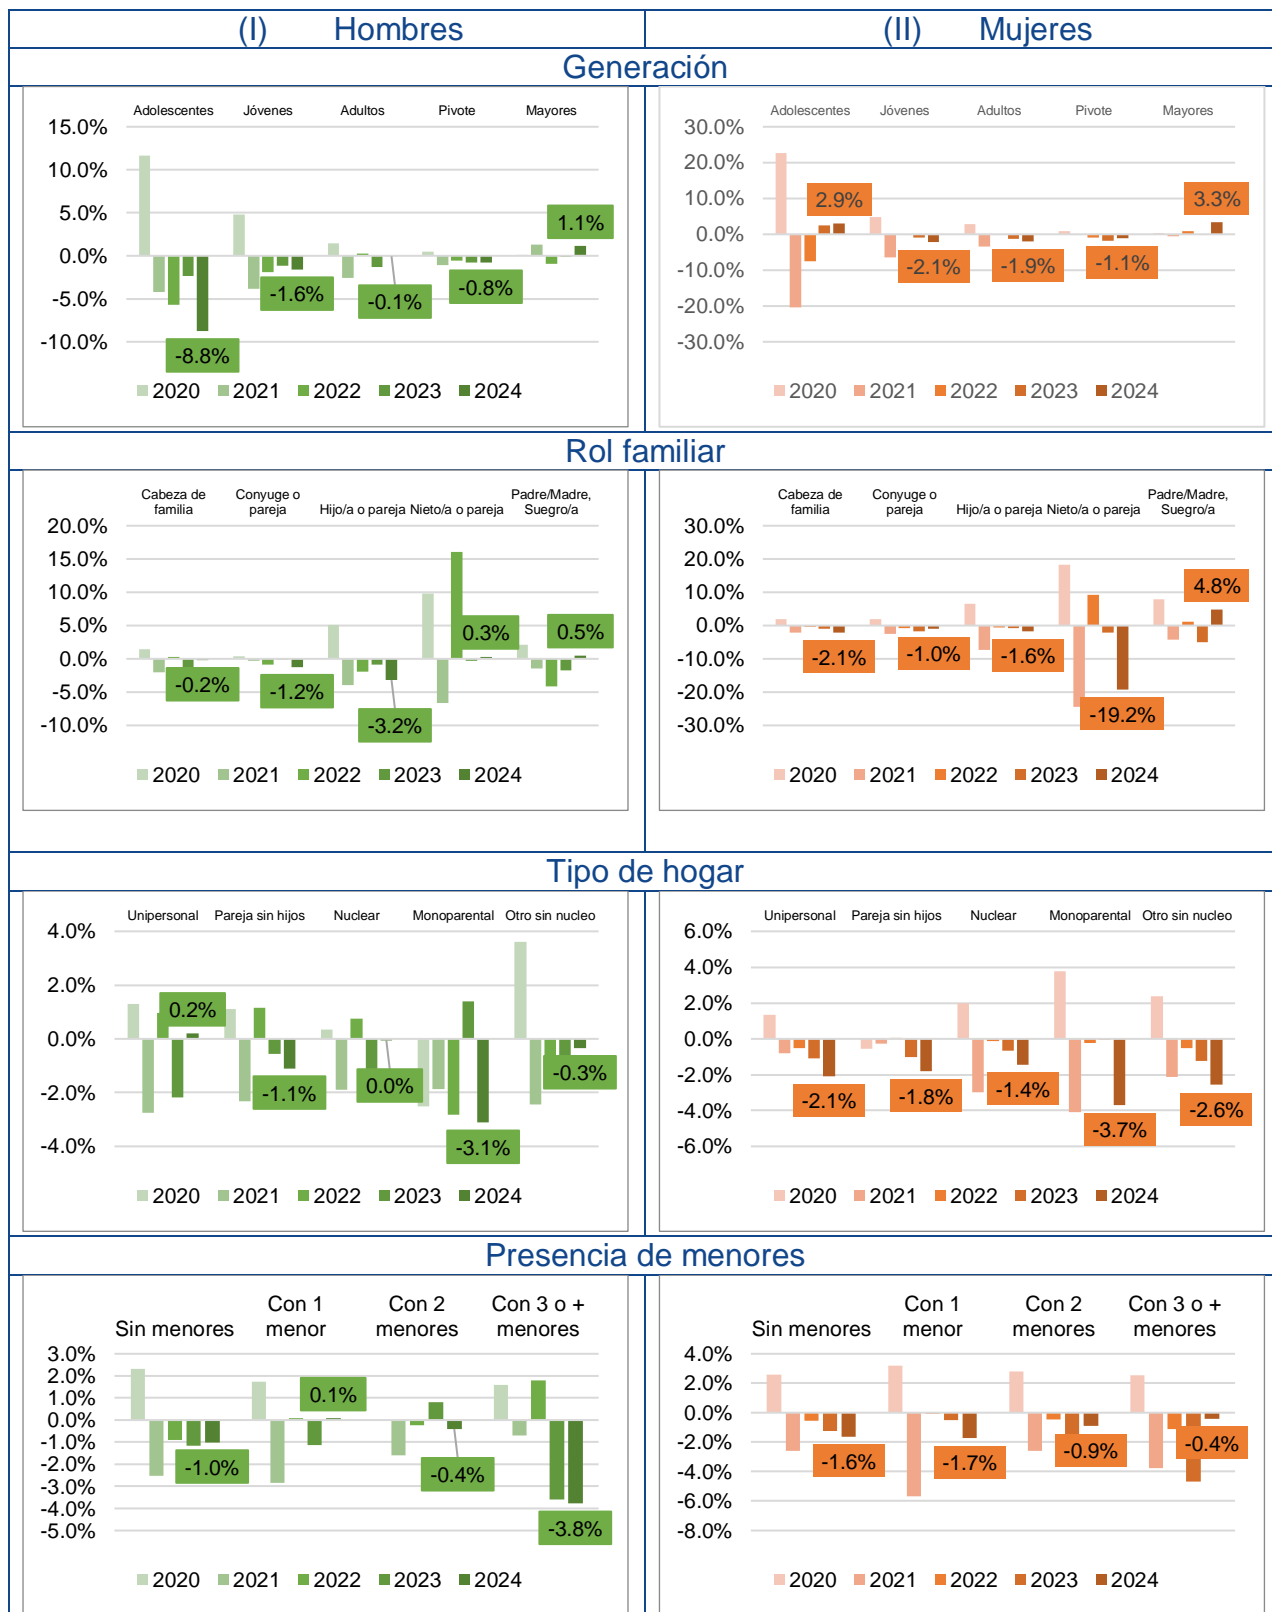 (I) Hombres
(II) Mujeres
Generación
Adolescentes Jóvenes Adultos Pivote Mayores
15.0%
10.0%
5.0%
0.0%
-5.0%
-10.0%
-8.8%
-1.6%
-0.1%
-0.8%
1.1%
2020 2021 2022 2023 2024
Adolescentes Jóvenes Adultos Pivote Mayores
30.0%
20.0%
10.0%
0.0%
-10.0%
-20.0%
-30.0%
2.9%
-2.1%
-1.9%
-1.1%
3.3%
2020 2021 2022 2023 2024
Rol familiar
Cabeza de familia
Conyuge o pareja
Hijo/a o pareja
Nieto/a o pareja
Padre/Madre, Suegro/a
20.0%
15.0%
10.0%
5.0%
0.0%
-5.0%
-10.0%
-0.2%
-1.2%
-3.2%
0.3%
0.5%
2020 2021 2022 2023 2024
Cabeza de familia
Conyuge o pareja
Hijo/a o pareja
Nieto/a o pareja
Padre/Madre, Suegro/a
30.0%
20.0%
10.0%
0.0%
-10.0%
-20.0%
-30.0%
-2.1%
-1.0%
-1.6%
-19.2%
4.8%
2020 2021 2022 2023 2024
Tipo de hogar
Unipersonal Pareja sin hijos Nuclear Monoparental Otro sin nucleo
4.0%
2.0%
0.0%
-2.0%
-4.0%
0.2%
-1.1%
0.0%
-3.1%
-0.3%
2020 2021 2022 2023 2024
Unipersonal Pareja sin hijos Nuclear Monoparental Otro sin nucleo
6.0%
4.0%
2.0%
0.0%
-2.0%
-4.0%
-6.0%
-2.1%
-1.8%
-1.4%
-3.7%
-2.6%
2020 2021 2022 2023 2024
Presencia de menores
Sin menores
Con 1 menor
Con 2 menores
Con 3 o + menores
3.0%
2.0%
1.0%
0.0%
-1.0%
-2.0%
-3.0%
-4.0%
-5.0%
-1.0%
0.1%
-0.4%
-3.8%
2020 2021 2022 2023 2024
Sin menores
Con 1 menor
Con 2 menores
Con 3 o + menores
4.0%
2.0%
0.0%
-2.0%
-4.0%
-6.0%
-8.0%
-1.6%
-1.7%
-0.9%
-0.4%
2020 2021 2022 2023 2024